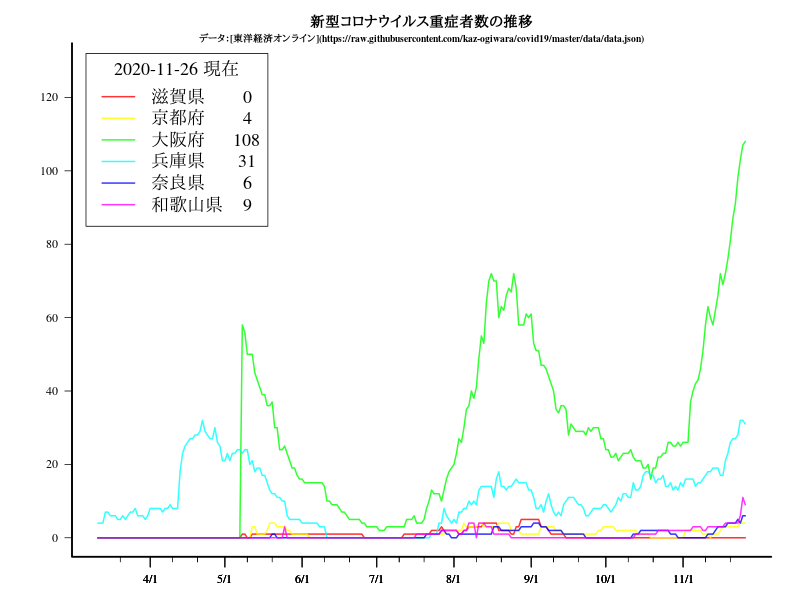 新型コロナウイルス重症者数の推移
データ:[東洋経済オンライン](https://raw.githubusercontent.com/kaz-ogiwara/covid19/master/data/data.json)
2020-11-26 現在
滋賀県 0
京都府 4
大阪府 108
兵庫県 31
奈良県 6
和歌山県 9
120
100
80
60
40
20
0
4/1 5/1 6/1 7/1 8/1 9/1 10/1 11/1